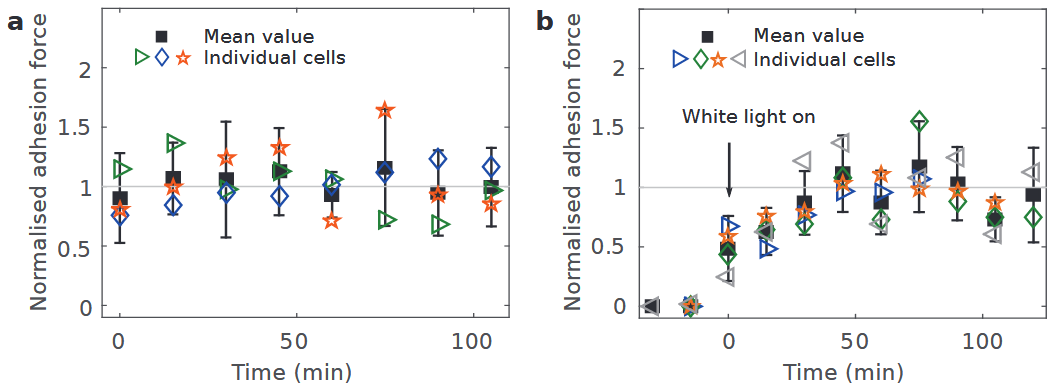 a
Mean value
Individual cells
Normalised adhesion force
2
1.5
1
0.5
0
0
50
100
Time (min)
b
Mean value
Individual cells
White light on
Normalised adhesion force
2
1.5
1
0.5
0
0
50
100
Time (min)